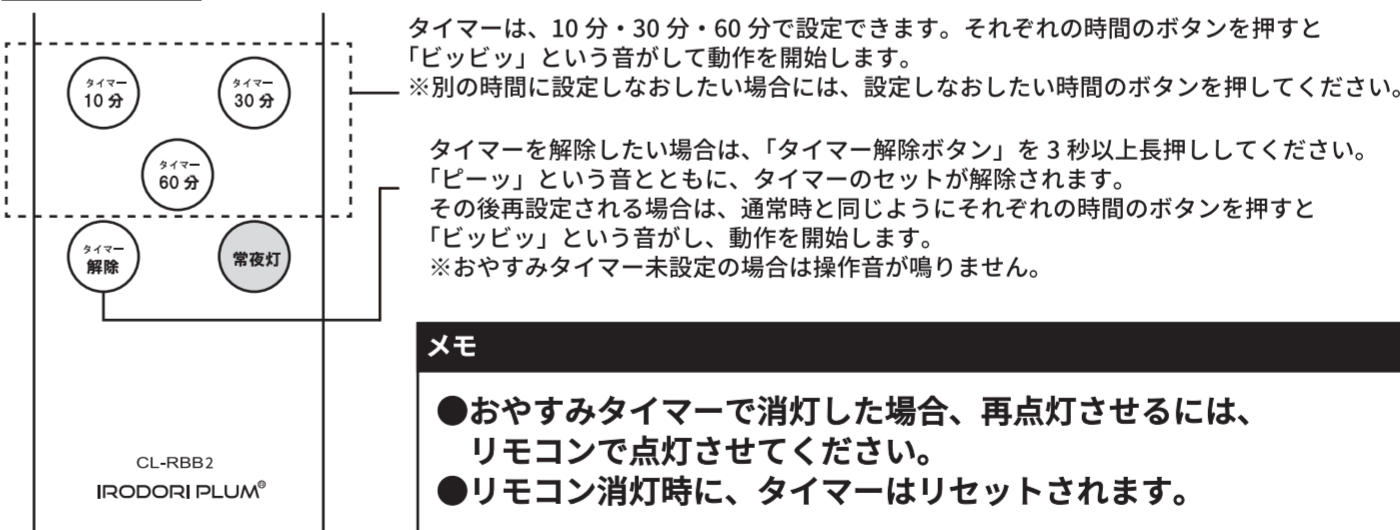 タイマーは、10 分・30 分・60 分で設定できます。それぞれの時間のボタンを押すと
「ピッピッ」という音がして動作を開始します。
※別の時間に設定しなおしたい場合には、設定しなおしたい時間のボタンを押してください。
タイマー
10 分
タイマー
30 分
タイマー
60 分
タイマーを解除したい場合は、「タイマー解除ボタン」を 3 秒以上長押ししてください。
「ピーッ」という音とともに、タイマーのセットが解除されます。
その後再設定される場合は、通常時と同じようにそれぞれの時間のボタンを押すと
「ピッピッ」という音がし、動作を開始します。
※おやすみタイマー未設定の場合は操作音が鳴りません。
タイマー
解除
常夜灯
メモ
●おやすみタイマーで消灯した場合、再点灯させるには、
リモコンで点灯させてください。
●リモコン消灯時に、タイマーはリセットされます。
CL-RBB2
IRODORI PLUM®